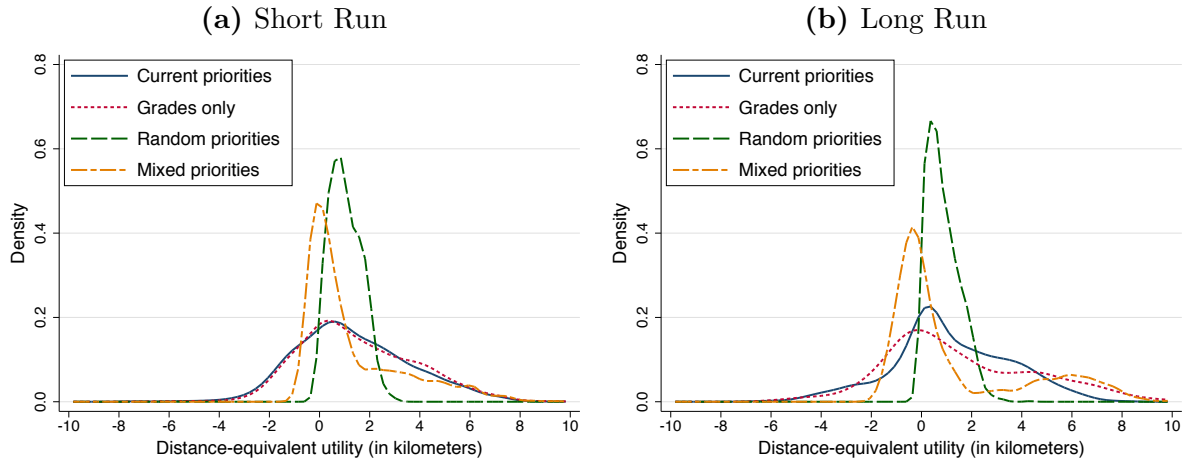 (a) Short Run
0.8
0.6
0.4
0.2
0.0
Density
Current priorities
Grades only
Random priorities
Mixed priorities
-10 -8 -6 -4 -2 0 2 4 6 8 10
Distance-equivalent utility (in kilometers)
(b) Long Run
0.8
0.6
0.4
0.2
0.0
Density
Current priorities
Grades only
Random priorities
Mixed priorities
-10 -8 -6 -4 -2 0 2 4 6 8 10
Distance-equivalent utility (in kilometers)